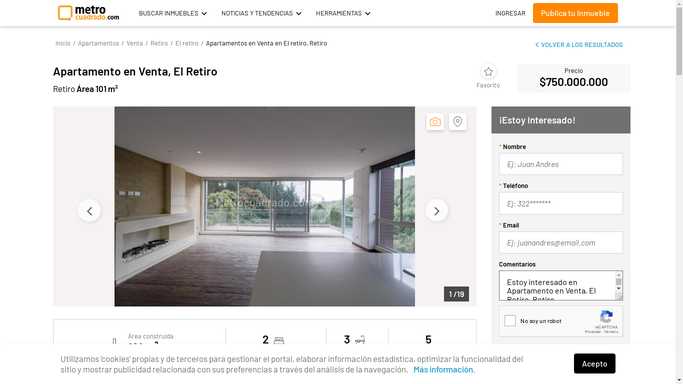 metro
cuadrado.com
BUSCAR INMUEBLES
NOTICIAS Y TENDENCIAS
HERRAMIENTAS
INGRESAR
Publica tu Inmueble
Inicio / Apartamentos / Venta / Retiro / El retiro / Apartamentos en Venta en El retiro, Retiro
VOLVER A LOS RESULTADOS
Apartamento en Venta, El Retiro
Retiro Área 101 m²
Favorito
Precio
$750.000.000
1 /19
¡Estoy Interesado!
* Nombre
Ej: Juan Andres
* Teléfono
Ej: 322*******
* Email
Ej: juanandres@email.com
Comentarios
Estoy interesado en
Apartamento en Venta, El
Retiro, Retiro
No soy un robot
reCAPTCHA
Privacidad - Términos
Área construida
2
3
5
Utilizamos 'cookies' propias y de terceros para gestionar el portal, elaborar información estadística, optimizar la funcionalidad del
sitio y mostrar publicidad relacionada con sus preferencias a través del análisis de la navegación. Más información.
Acepto